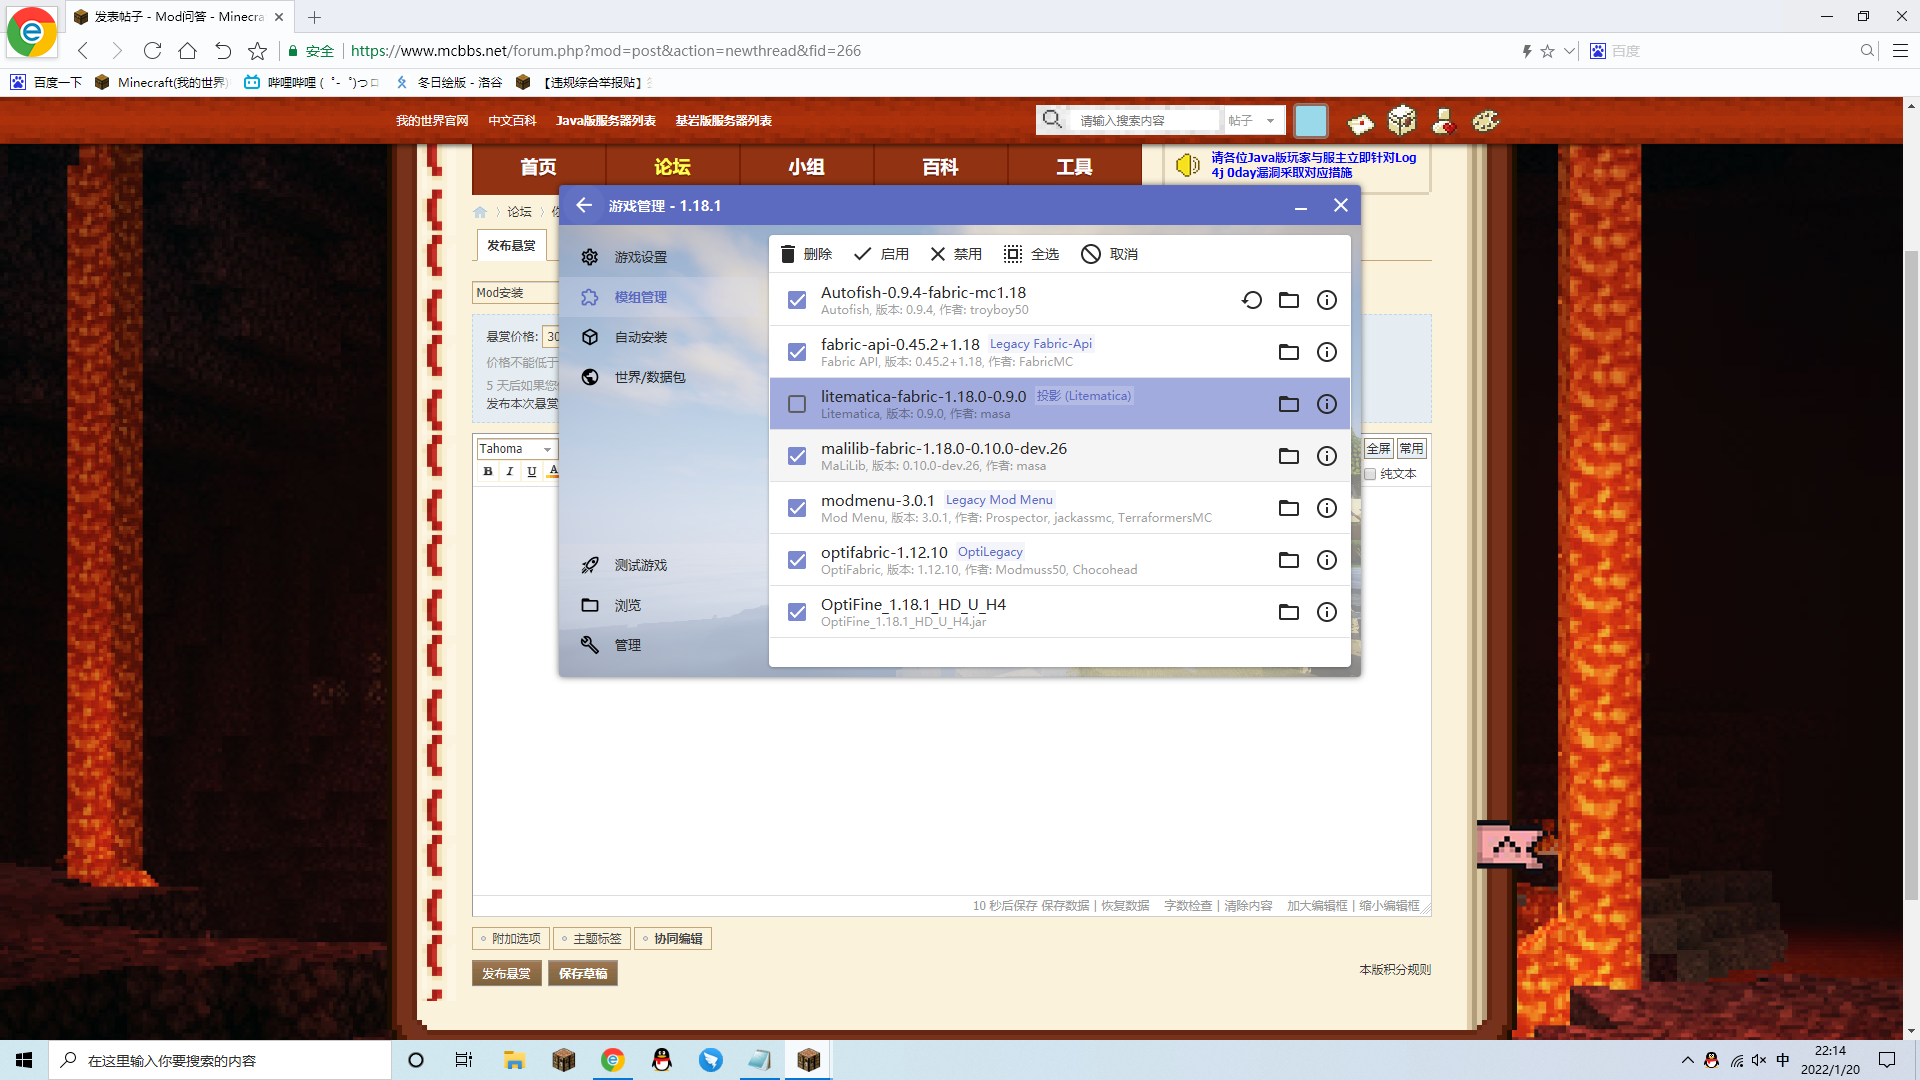 发表帖子 - Mod问答 - Minecra
安全
https://www.mcbbs.net/forum.php?mod=post&action=newthread&fid=266
百度
百度一下
Minecraft(我的世界
哔哩哔哩 ( ゜- ゜)つロ
冬日绘版 - 洛谷
【违规综合举报贴】
我的世界官网
中文百科
Java版服务器列表
基岩版服务器列表
请输入搜索内容
帖子
首页
论坛
小组
百科
工具
请各位Java版玩家与服主立即针对Log
4j 0day漏洞采取对应措施
论坛
发布悬赏
Mod安装
悬赏价格: 30
价格不能低于
5 天后如果您
发布本次悬赏
Tahoma
B I U A
全屏
常用
纯文本
游戏管理 - 1.18.1
游戏设置
模组管理
自动安装
世界/数据包
测试游戏
浏览
管理
删除
启用
禁用
全选
取消
Autofish-0.9.4-fabric-mc1.18
Autofish, 版本: 0.9.4, 作者: troyboy50
fabric-api-0.45.2+1.18 Legacy Fabric-Api
Fabric API, 版本: 0.45.2+1.18, 作者: FabricMC
litematica-fabric-1.18.0-0.9.0 投影 (Litematica)
Litematica, 版本: 0.9.0, 作者: masa
malilib-fabric-1.18.0-0.10.0-dev.26
MaLiLib, 版本: 0.10.0-dev.26, 作者: masa
modmenu-3.0.1 Legacy Mod Menu
Mod Menu, 版本: 3.0.1, 作者: Prospector, jackassmc, TerraformersMC
optifabric-1.12.10 OptiLegacy
OptiFabric, 版本: 1.12.10, 作者: Modmuss50, Chocohead
OptiFine_1.18.1_HD_U_H4
OptiFine_1.18.1_HD_U_H4.jar
10 秒后保存 保存数据 | 恢复数据 字数检查 | 清除内容 加大编辑框 | 缩小编辑框
附加选项
主题标签
协同编辑
发布悬赏
保存草稿
本版积分规则
在这里输入你要搜索的内容
中
22:14
2022/1/20